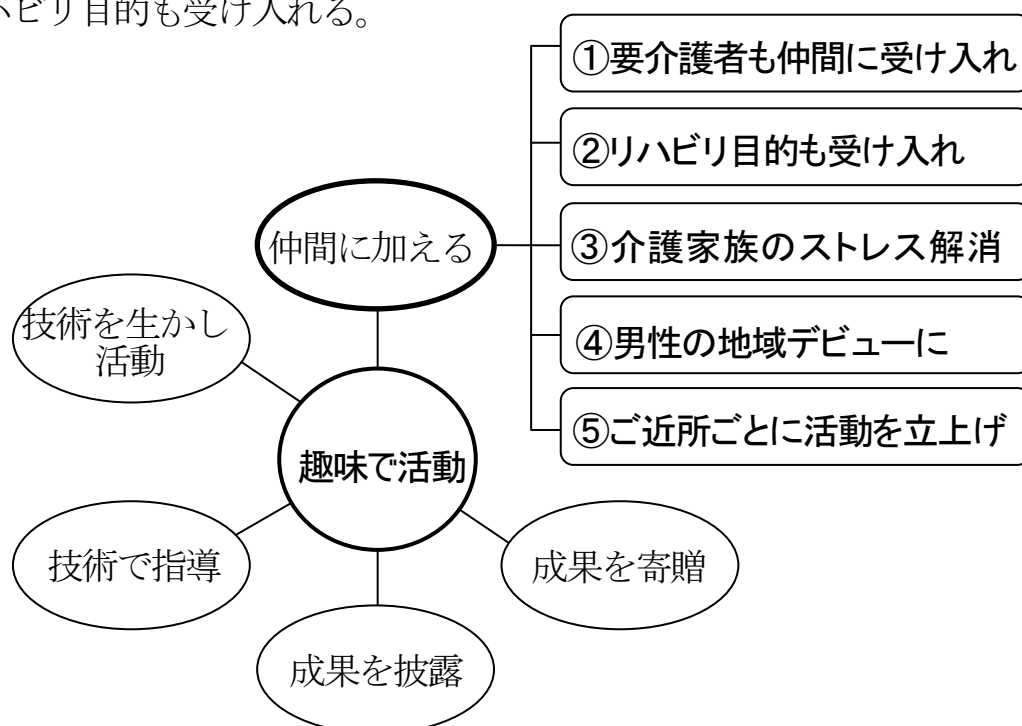 ハビリ目的も受け入れる。
①要介護者も仲間に受け入れ
②リハビリ目的も受け入れ
③介護家族のストレス解消
④男性の地域デビューに
⑤ご近所ごとに活動を立上げ
仲間に加える
技術を生かし
活動
趣味で活動
技術で指導
成果を寄贈
成果を披露